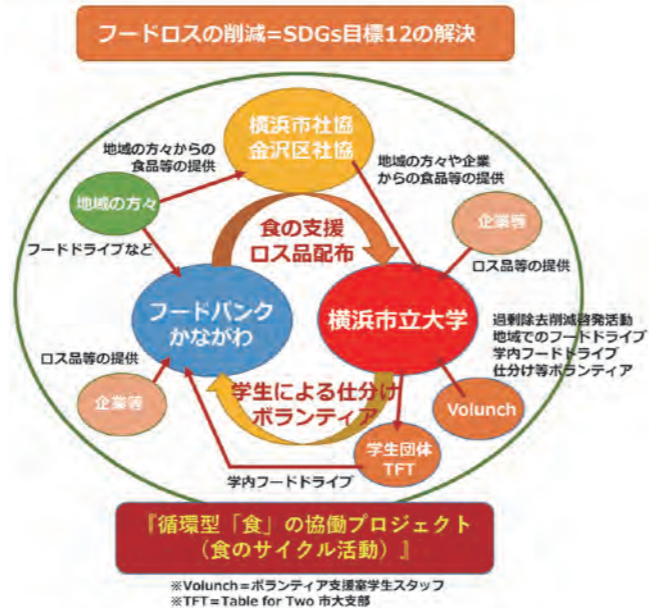 フードロスの削減=SDGs目標12の解決
横浜市社協
金沢区社協
地域の方々からの
食品等の提供
地域の方々や企業
からの食品等の提供
地域の方々
企業等
フードドライブなど
食の支援
ロス品配布
ロス品等の提供
フードバンク
かながわ
横浜市立大学
過剰除去削減啓発活動
地域でのフードドライブ
学内フードドライブ
仕分け等ボランティア
ロス品等の提供
企業等
学生による仕分け
ボランティア
Volunch
学生団体
TFT
学内フードドライブ
『循環型「食」の協働プロジェクト
(食のサイクル活動)』
※Volunch=ボランティア支援室学生スタッフ
※TFT=Table for Two 市大支部